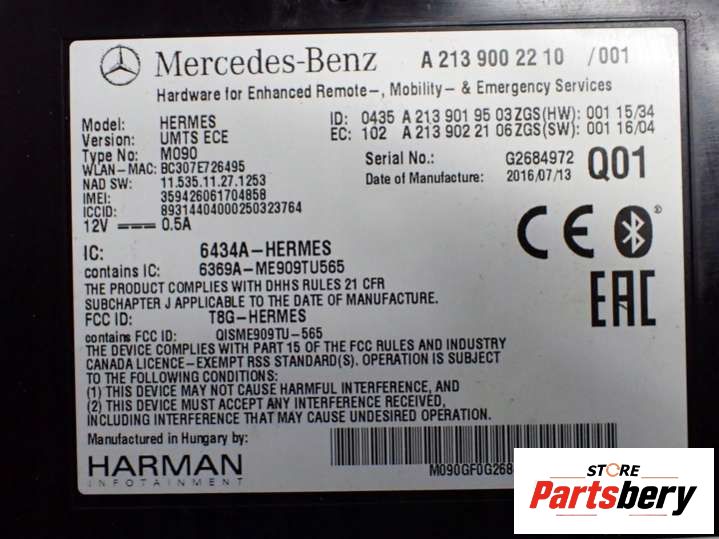 Mercedes-Benz A 213 900 22 10 /001
Hardware for Enhanced Remote-, Mobility- & Emergency Services
Model: HERMES ID: 0435 A 213 901 95 03 ZGS(HW): 001 15/34
Version: UMTS ECE EC: 102 A 213 902 21 06 ZGS(SW): 001 16/04
Type No: M090
WLAN-MAC: BC307E726495 Serial No.: G2684972 Q01
NAD SW: 11.535.11.27.1253 Date of Manufacture: 2016/07/13
IMEI: 359426061704858
ICCID: 89314404000250323764
12V 0.5A
IC: 6434A-HERMES
contains IC: 6369A-ME909TU565
THE PRODUCT COMPLIES WITH DHHS RULES 21 CFR
SUBCHAPTER J APPLICABLE TO THE DATE OF MANUFACTURE.
FCC ID: T8G-HERMES
contains FCC ID: QISME909TU-565
THE DEVICE COMPLIES WITH PART 15 OF THE FCC RULES AND INDUSTRY
CANADA LICENCE-EXEMPT RSS STANDARD(S). OPERATION IS SUBJECT
TO THE FOLLOWING CONDITIONS:
(1) THIS DEVICE MAY NOT CAUSE HARMFUL INTERFERENCE, AND
(2) THIS DEVICE MUST ACCEPT ANY INTERFERENCE RECEIVED,
INCLUDING INTERFERENCE THAT MAY CAUSE UNDESIRED OPERATION.
CE
EAC
Manufactured in Hungary by:
HARMAN
INFOTAINMENT
M090GF0G268
STORE
Partsbery